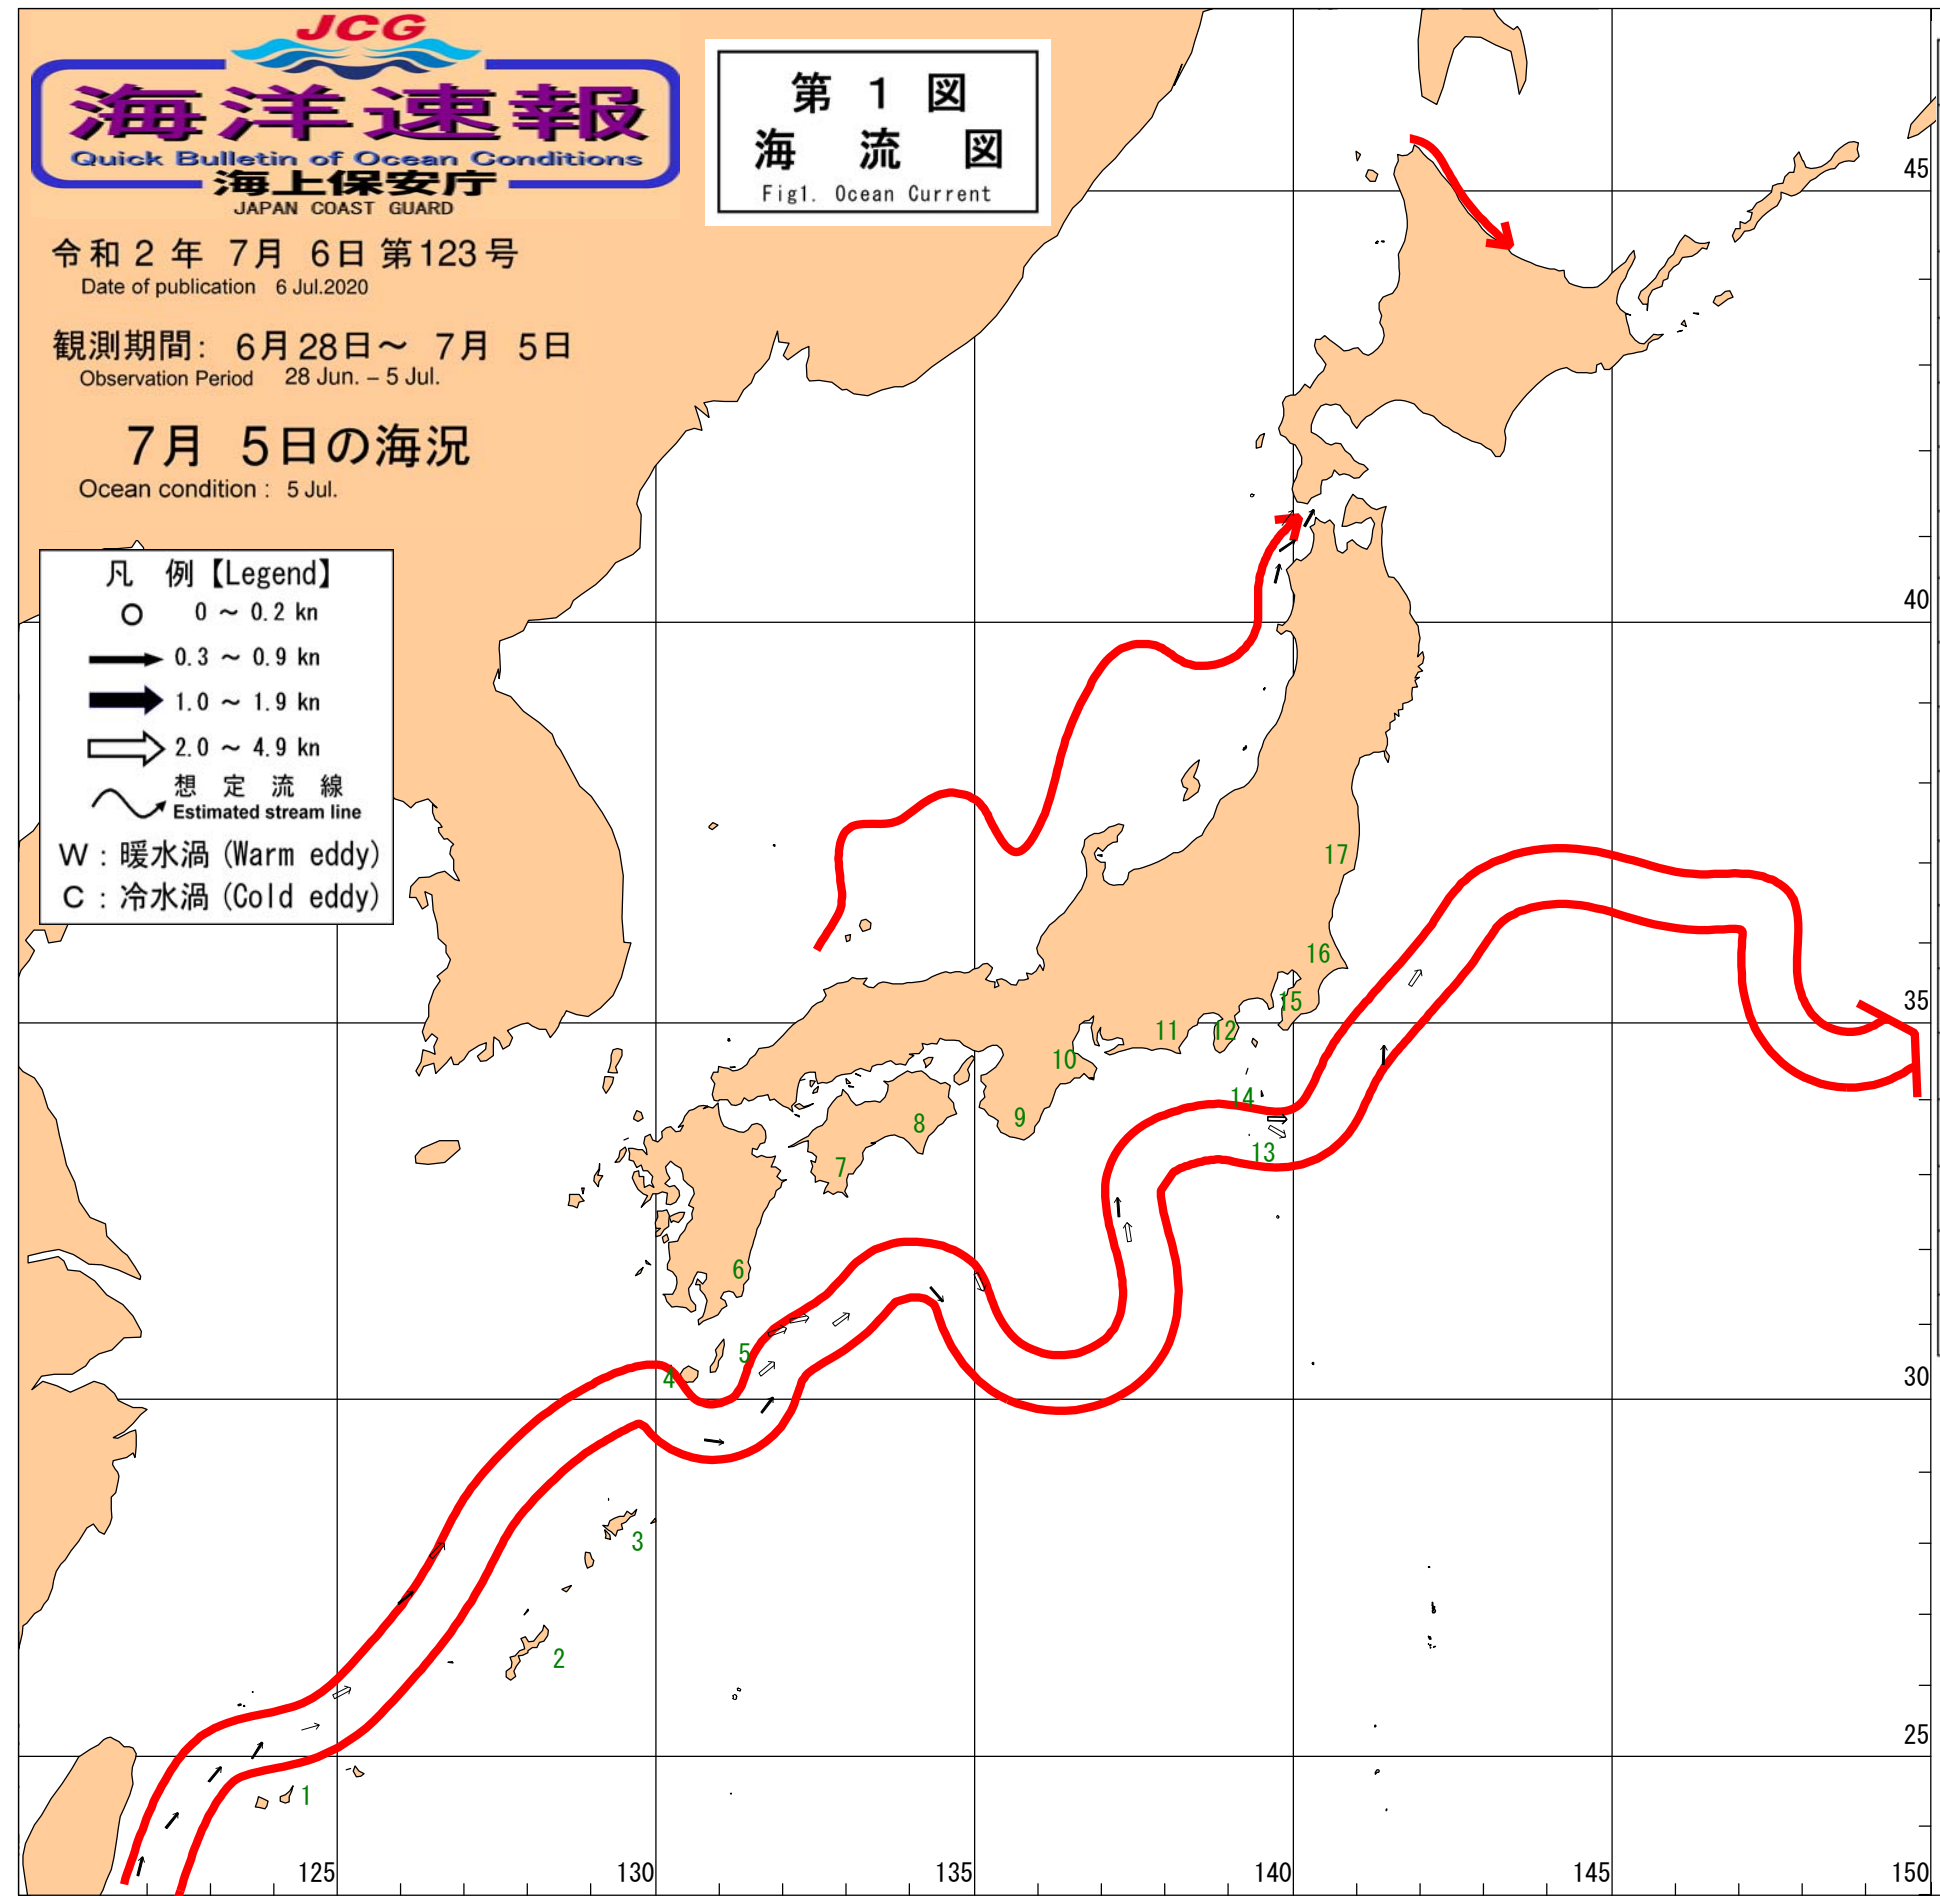 JCG
海洋速報
Quick Bulletin of Ocean Conditions
海上保安庁
JAPAN COAST GUARD
第 1 図
海 流 図
Fig1. Ocean Current
令和 2 年 7月 6日 第123号
Date of publication 6 Jul.2020
観測期間: 6月28日～ 7月 5日
Observation Period 28 Jun. – 5 Jul.
7月 5日の海況
Ocean condition : 5 Jul.
凡 例【Legend】
0 ～ 0.2 kn
0.3 ～ 0.9 kn
1.0 ～ 1.9 kn
2.0 ～ 4.9 kn
想 定 流 線
Estimated stream line
W : 暖水渦 (Warm eddy)
C : 冷水渦 (Cold eddy)
45
40
35
30
25
17
16
15
14
13
12
11
10
9
8
7
6
5
4
3
2
1
125
130
135
140
145
150